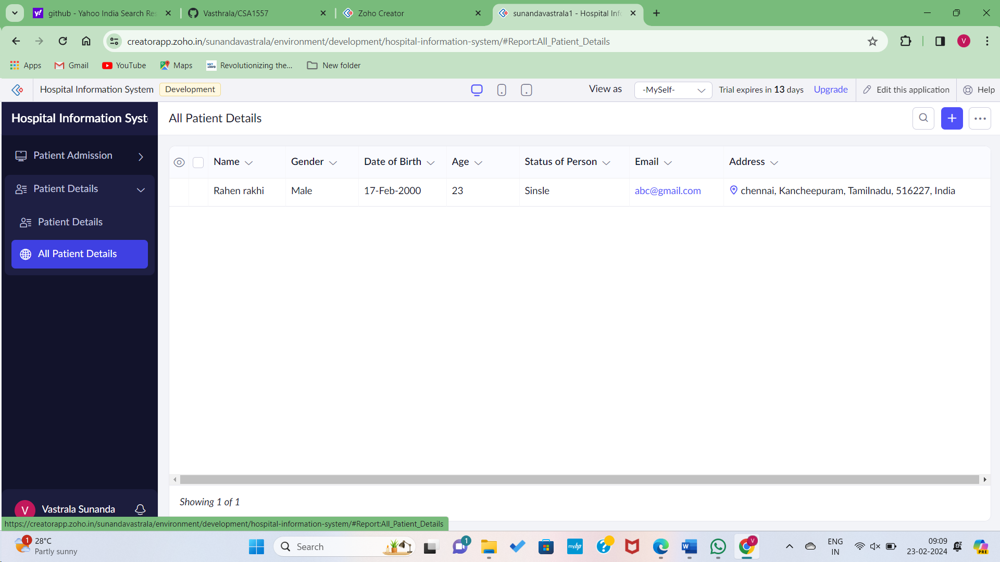 github - Yahoo India Search Res
Vasthrala/CSA1557
Zoho Creator
sunandavastrala1 - Hospital Info
creatorapp.zoho.in/sunandavastrala/environment/development/hospital-information-system/#Report:All_Patient_Details
V
Apps
Gmail
YouTube
Maps
Revolutionizing the...
New folder
Hospital Information System
Development
View as
-MySelf-
Trial expires in 13 days
Upgrade
Edit this application
Help
Hospital Information Syst
All Patient Details
Patient Admission
Patient Details
Patient Details
All Patient Details
Name Gender Date of Birth Age Status of Person Email Address
Rahen rakhi Male 17-Feb-2000 23 Sinsle abc@gmail.com chennai, Kancheepuram, Tamilnadu, 516227, India
Showing 1 of 1
V Vastrala Sunanda
https://creatorapp.zoho.in/sunandavastrala/environment/development/hospital-information-system/#Report:All_Patient_Details
1
28°C
Partly sunny
Search
1
myhp
W
V
ENG
IN
09:09
23-02-2024
PRE